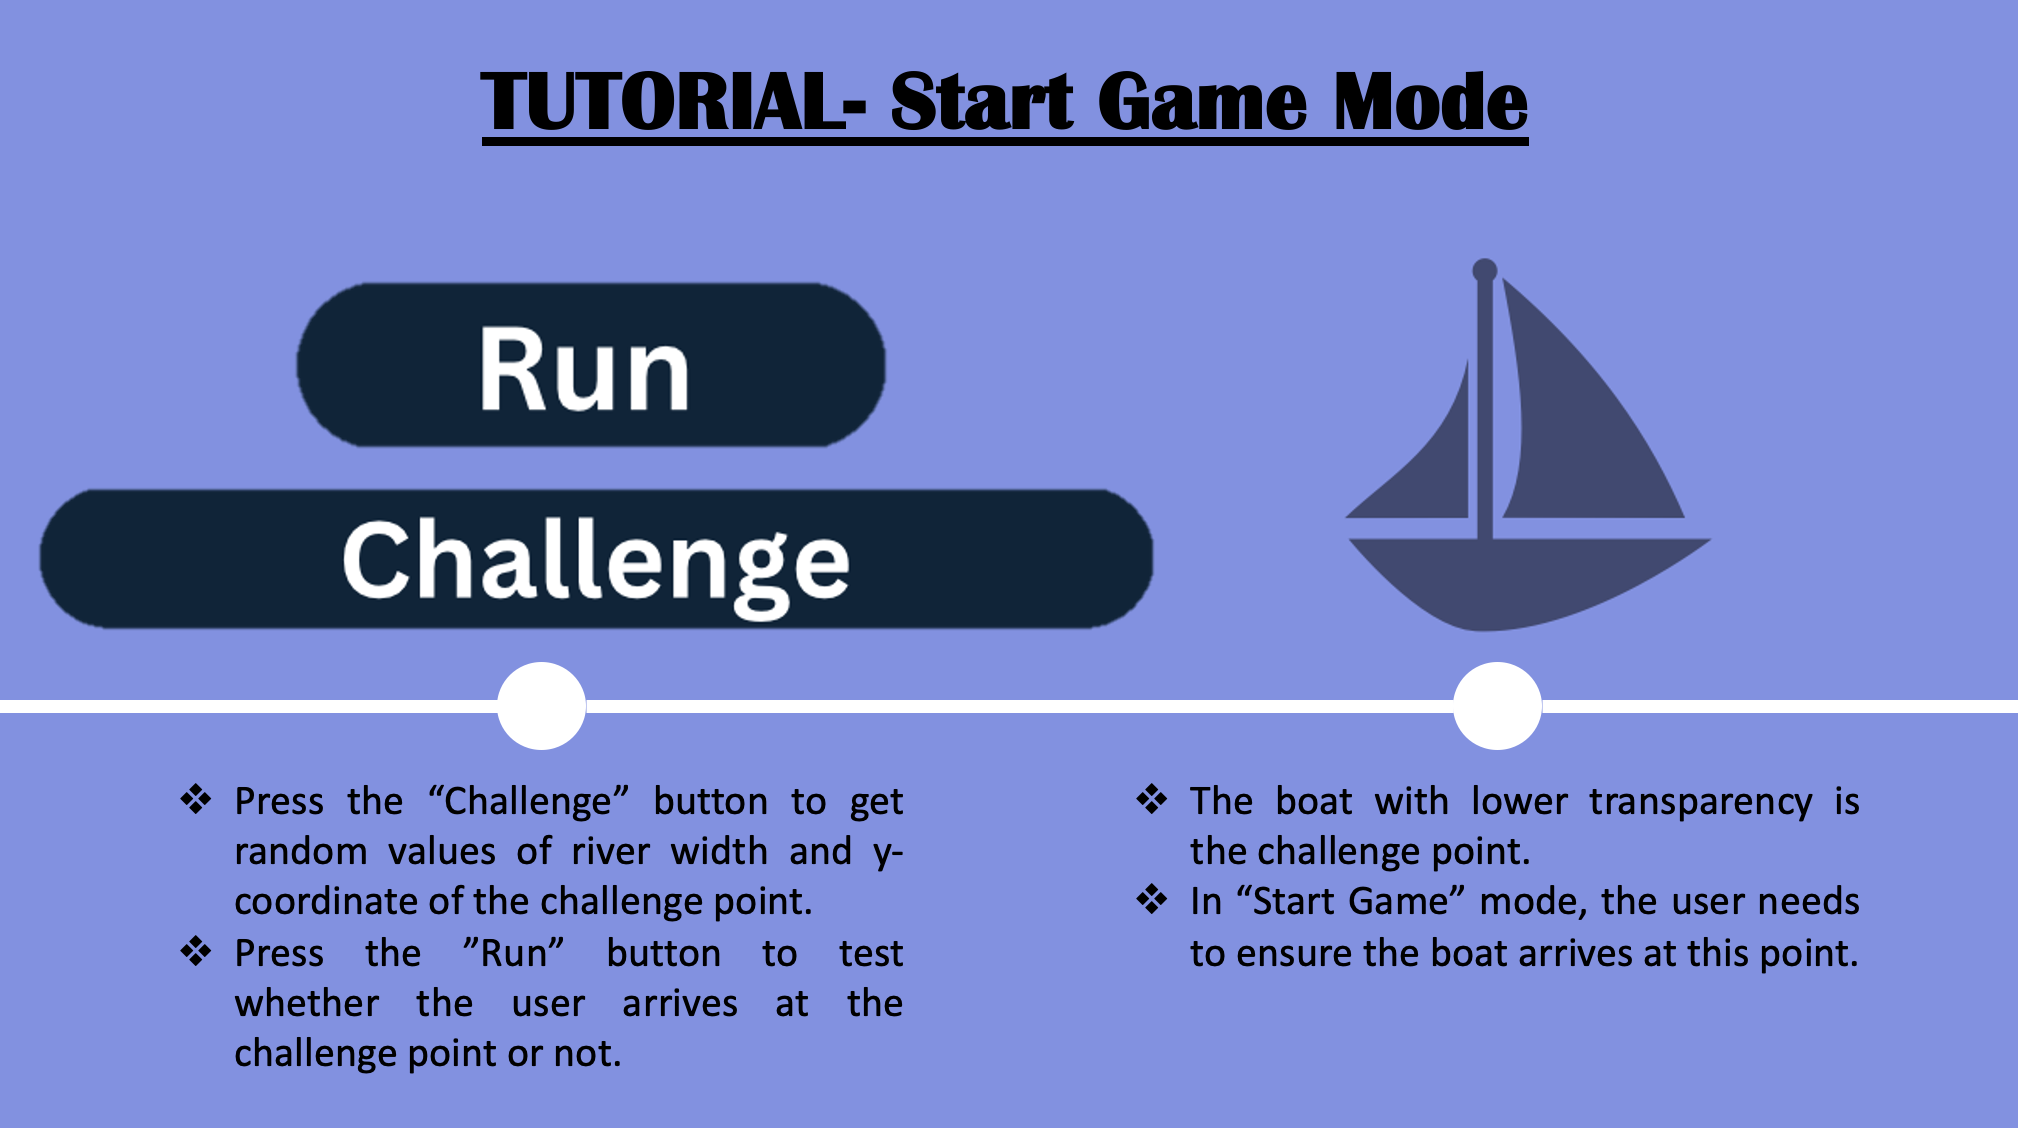 TUTORIAL- Start Game Mode
Run
Challenge
❖ Press the “Challenge” button to get
random values of river width and y-
coordinate of the challenge point.
❖ Press the ”Run” button to test
whether the user arrives at the
challenge point or not.
❖ The boat with lower transparency is
the challenge point.
❖ In “Start Game” mode, the user needs
to ensure the boat arrives at this point.